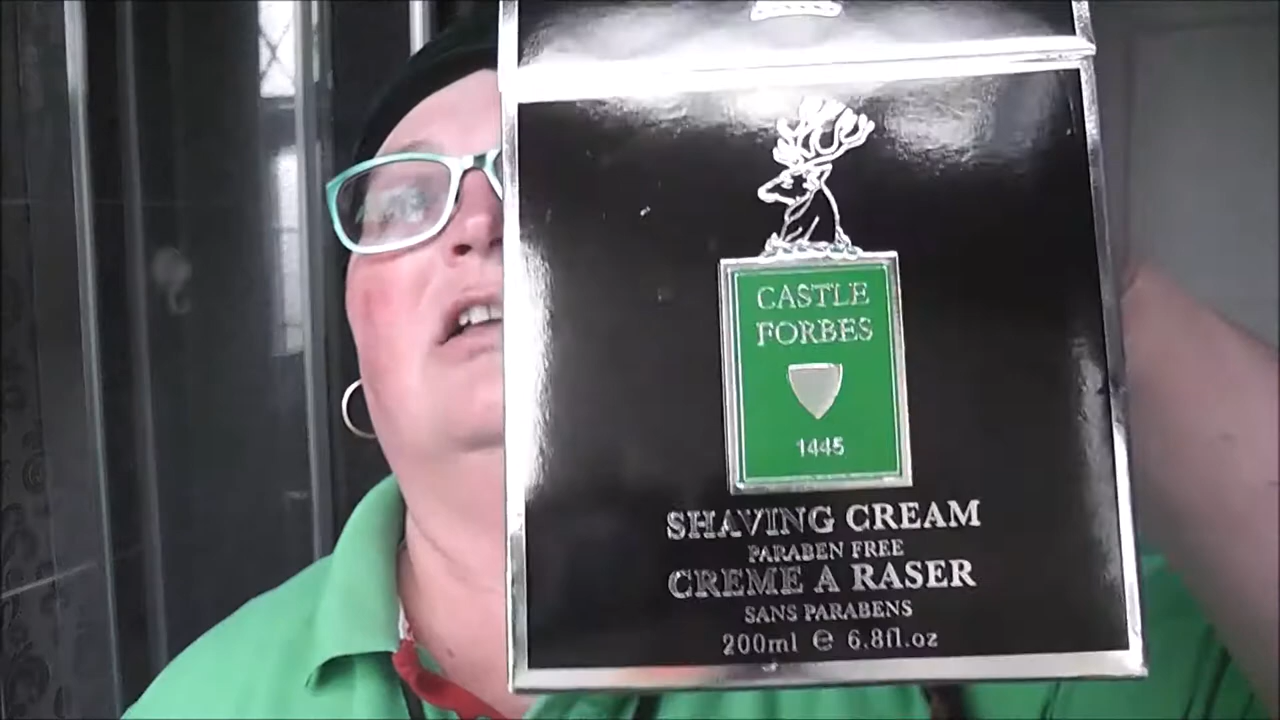 CASTLE
FORBES
1445
SHAVING CREAM
PARABEN FREE
CREME A RASER
SANS PARABENS
200ml e 6.8fl.oz